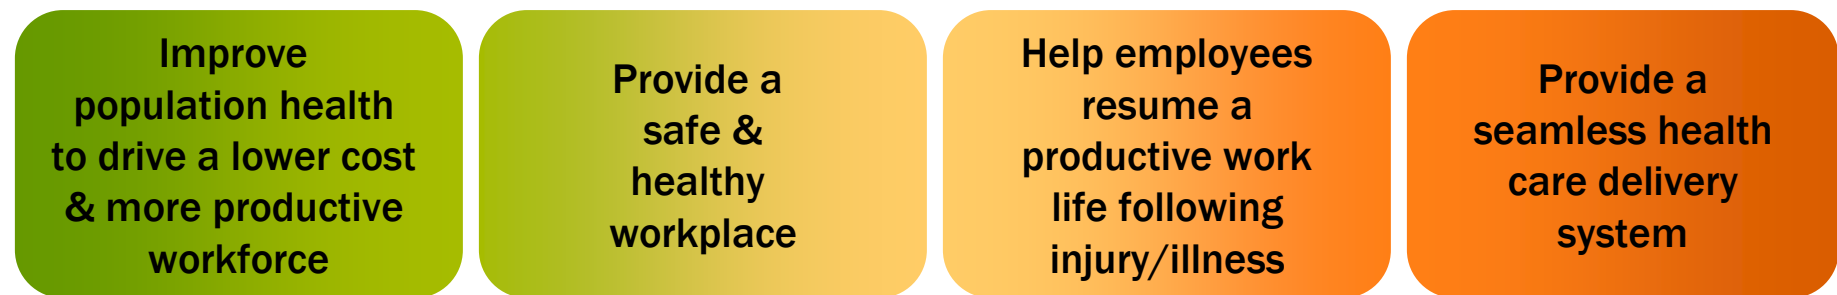 Improve
population health
to drive a lower cost
& more productive
workforce
Provide a
safe &
healthy
workplace
Help employees
resume a
productive work
life following
injury/illness
Provide a
seamless health
care delivery
system